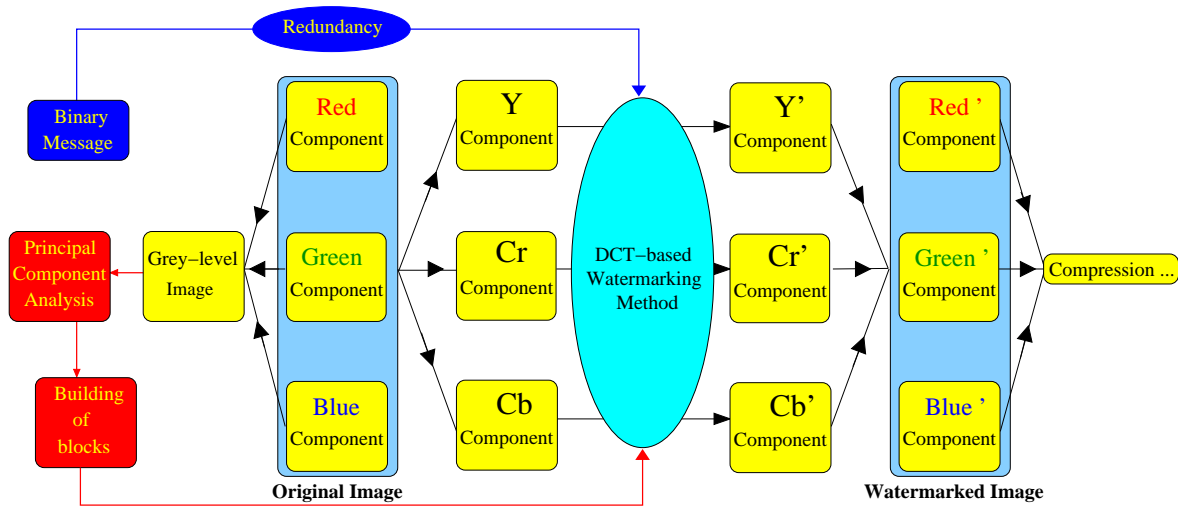 Redundancy
Binary
Message
Red
Component
Y
Component
Y’
Component
Red ’
Component
Principal
Component
Analysis
Grey−level
Image
Green
Component
Cr
Component
DCT−based
Watermarking
Method
Cr’
Component
Green ’
Component
Compression ...
Building
of
blocks
Blue
Component
Cb
Component
Cb’
Component
Blue ’
Component
Original Image
Watermarked Image